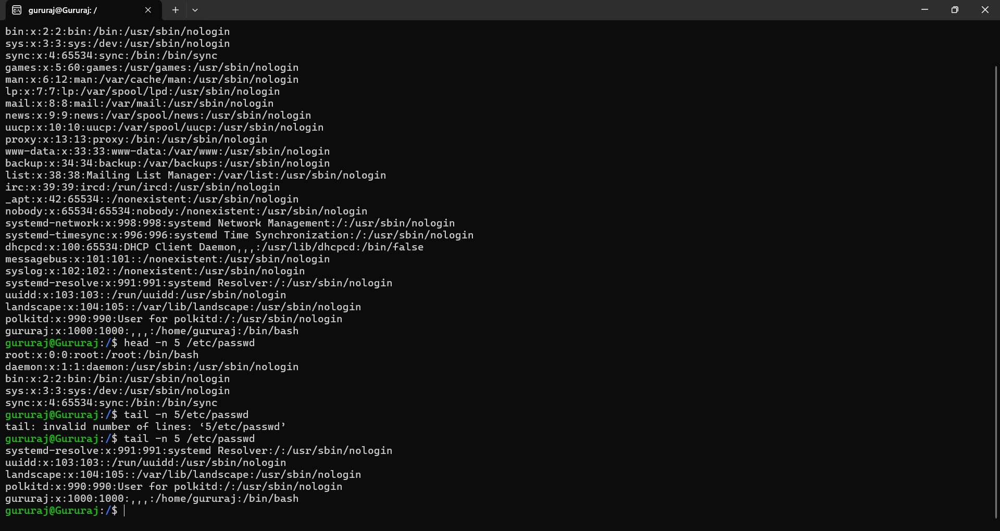 gururaj@Gururaj: /
bin:x:2:2:bin:/bin:/usr/sbin/nologin
sys:x:3:3:sys:/dev:/usr/sbin/nologin
sync:x:4:65534:sync:/bin:/bin/sync
games:x:5:60:games:/usr/games:/usr/sbin/nologin
man:x:6:12:man:/var/cache/man:/usr/sbin/nologin
lp:x:7:7:lp:/var/spool/lpd:/usr/sbin/nologin
mail:x:8:8:mail:/var/mail:/usr/sbin/nologin
news:x:9:9:news:/var/spool/news:/usr/sbin/nologin
uucp:x:10:10:uucp:/var/spool/uucp:/usr/sbin/nologin
proxy:x:13:13:proxy:/bin:/usr/sbin/nologin
www-data:x:33:33:www-data:/var/www:/usr/sbin/nologin
backup:x:34:34:backup:/var/backups:/usr/sbin/nologin
list:x:38:38:Mailing List Manager:/var/list:/usr/sbin/nologin
irc:x:39:39:ircd:/run/ircd:/usr/sbin/nologin
_apt:x:42:65534::/nonexistent:/usr/sbin/nologin
nobody:x:65534:65534:nobody:/nonexistent:/usr/sbin/nologin
systemd-network:x:998:998:systemd Network Management:/:/usr/sbin/nologin
systemd-timesync:x:996:996:systemd Time Synchronization:/:/usr/sbin/nologin
dhcpcd:x:100:65534:DHCP Client Daemon,,,:/usr/lib/dhcpcd:/bin/false
messagebus:x:101:101::/nonexistent:/usr/sbin/nologin
syslog:x:102:102::/nonexistent:/usr/sbin/nologin
systemd-resolve:x:991:991:systemd Resolver:/:/usr/sbin/nologin
uuidd:x:103:103::/run/uuidd:/usr/sbin/nologin
landscape:x:104:105::/var/lib/landscape:/usr/sbin/nologin
polkitd:x:990:990:User for polkitd:/:/usr/sbin/nologin
gururaj:x:1000:1000:,,,:/home/gururaj:/bin/bash
gururaj@Gururaj:/$ head -n 5 /etc/passwd
root:x:0:0:root:/root:/bin/bash
daemon:x:1:1:daemon:/usr/sbin:/usr/sbin/nologin
bin:x:2:2:bin:/bin:/usr/sbin/nologin
sys:x:3:3:sys:/dev:/usr/sbin/nologin
sync:x:4:65534:sync:/bin:/bin/sync
gururaj@Gururaj:/$ tail -n 5/etc/passwd
tail: invalid number of lines: ‘5/etc/passwd’
gururaj@Gururaj:/$ tail -n 5 /etc/passwd
systemd-resolve:x:991:991:systemd Resolver:/:/usr/sbin/nologin
uuidd:x:103:103::/run/uuidd:/usr/sbin/nologin
landscape:x:104:105::/var/lib/landscape:/usr/sbin/nologin
polkitd:x:990:990:User for polkitd:/:/usr/sbin/nologin
gururaj:x:1000:1000:,,,:/home/gururaj:/bin/bash
gururaj@Gururaj:/$